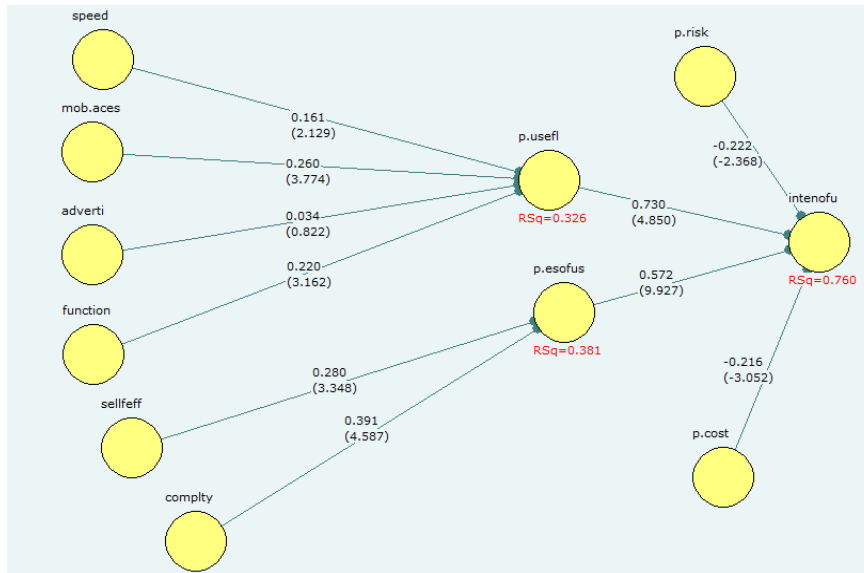 speed
p.risk
mob.aces
0.161
(2.129)
p.usefl
-0.222
(-2.368)
0.260
(3.774)
intenofu
adverti
0.034
(0.822)
RSq=0.326
0.730
(4.850)
0.220
(3.162)
p.esofus
0.572
(9.927)
RSq=0.760
function
RSq=0.381
0.280
(3.348)
-0.216
(-3.052)
sellfeff
0.391
(4.587)
p.cost
complty